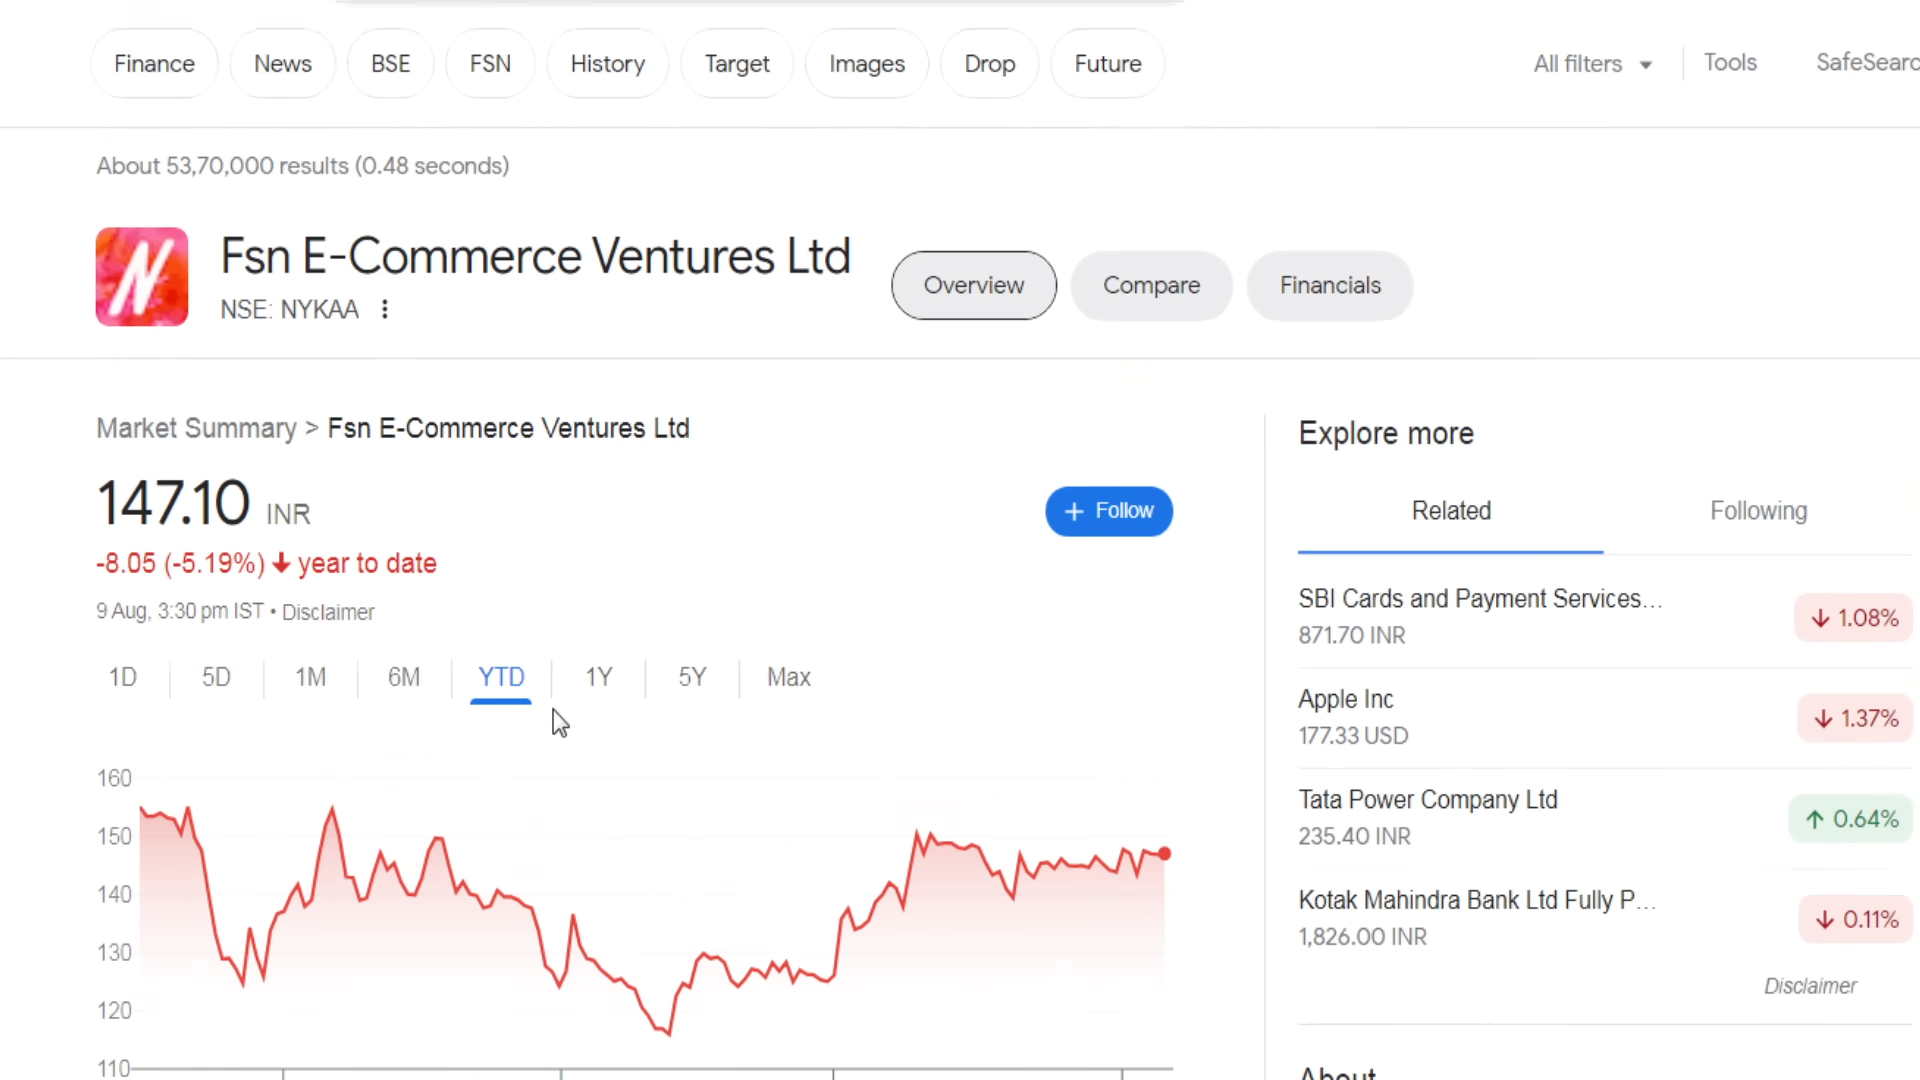 Finance News BSE FSN History Target Images Drop Future All filters Tools SafeSearc
About 53,70,000 results (0.48 seconds)
N
Fsn E-Commerce Ventures Ltd
NSE: NYKAA
Overview Compare Financials
Market Summary > Fsn E-Commerce Ventures Ltd
147.10 INR
+ Follow
-8.05 (-5.19%) year to date
9 Aug, 3:30 pm IST • Disclaimer
1D 5D 1M 6M YTD 1Y 5Y Max
160
150
140
130
120
110
Explore more
Related Following
SBI Cards and Payment Services...
871.70 INR
1.08%
Apple Inc
177.33 USD
1.37%
Tata Power Company Ltd
235.40 INR
0.64%
Kotak Mahindra Bank Ltd Fully P...
1,826.00 INR
0.11%
Disclaimer
About